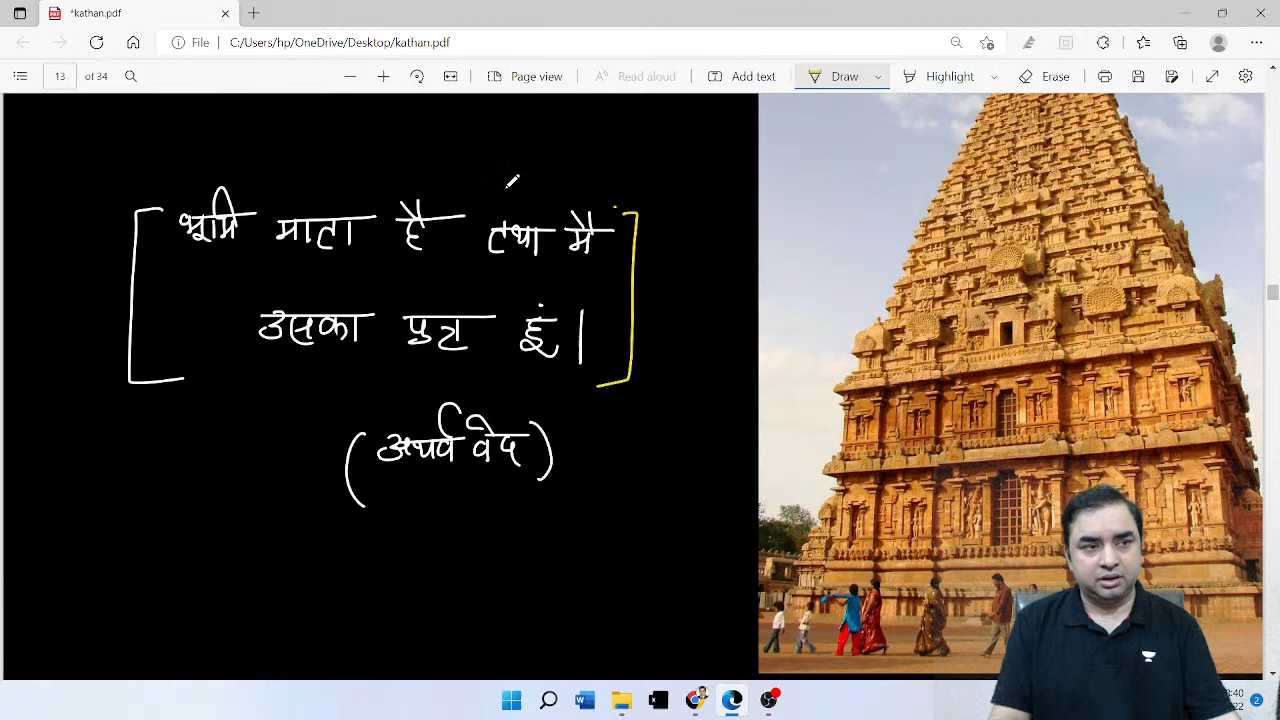 *kathan.pdf
File
C:/Users/hp/OneDrive/Desktop/kathan.pdf
13 of 34
Page view
Read aloud
Add text
Draw
Highlight
Erase
भूमि माता है तथा मै
उसका पुत्र हूं।
(अथर्व वेद)
2